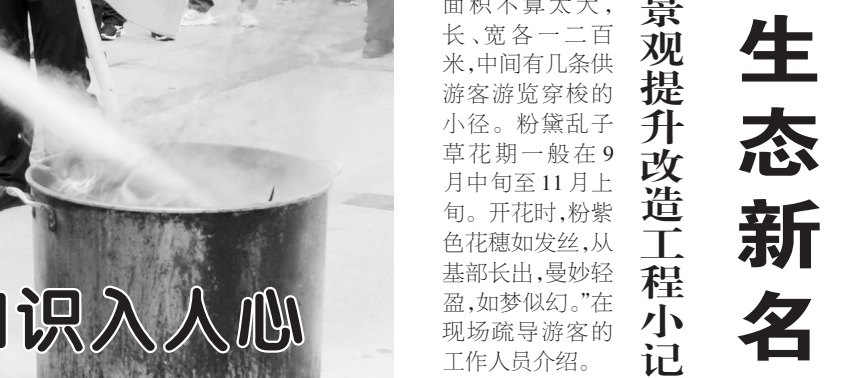 识入人心
面积不算太大，
长、宽各一二百
米，中间有几条供
游客游览穿梭的
小径。粉黛乱子
草花期一般在9
月中旬至11月上
旬。开花时，粉紫
色花穗如发丝，从
基部长出，曼妙轻
盈，如梦似幻。”在
现场疏导游客的
工作人员介绍。
景观提升改造工程小记
生态新名